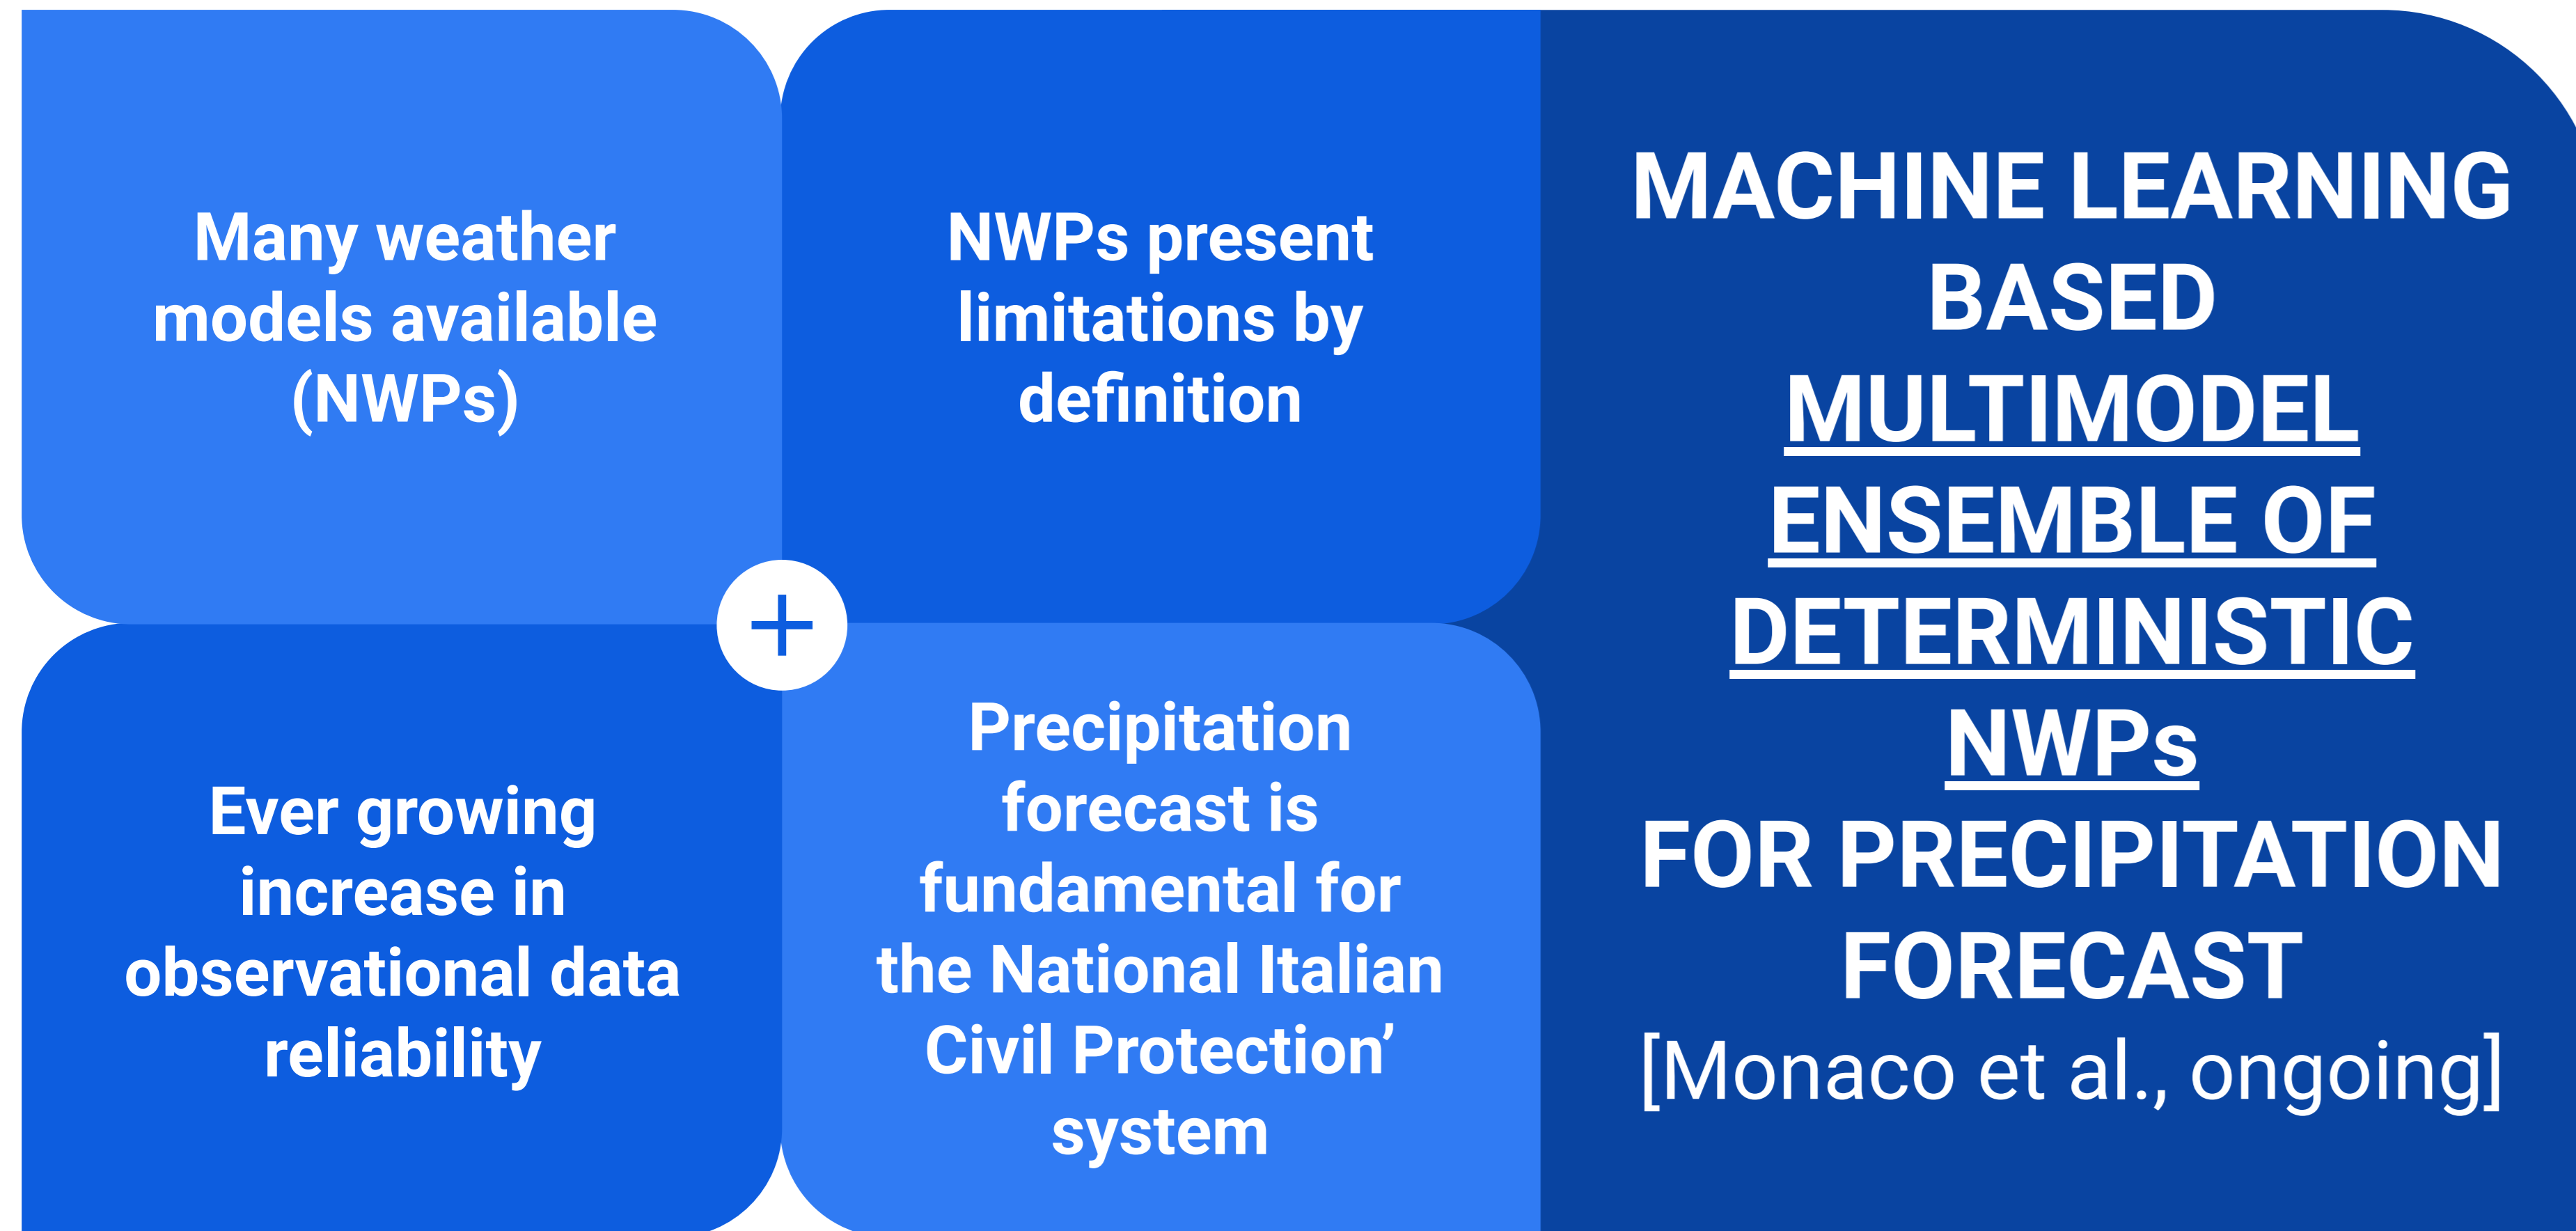 Many weather
models available
(NWPs)
NWPs present
limitations by
definition
Ever growing
increase in
observational data
reliability
Precipitation
forecast is
fundamental for
the National Italian
Civil Protection’
system
+
MACHINE LEARNING
BASED
MULTIMODEL
ENSEMBLE OF
DETERMINISTIC
NWPs
FOR PRECIPITATION
FORECAST
[Monaco et al., ongoing]